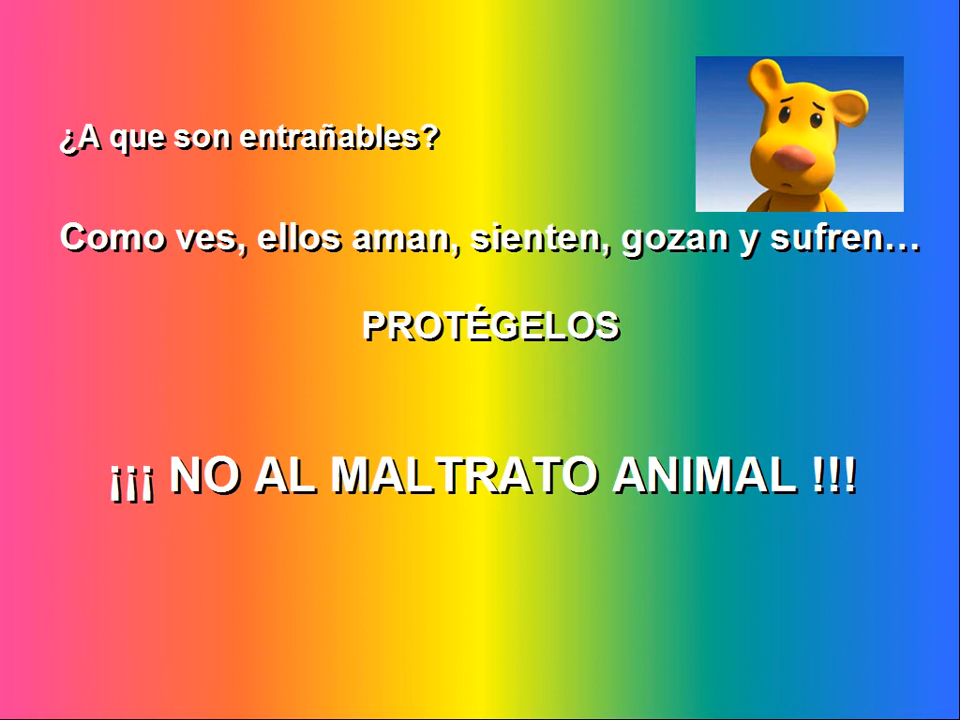 ¿A que son entrañables?
Como ves, ellos aman, sienten, gozan y sufren…
PROTÉGELOS
¡¡¡ NO AL MALTRATO ANIMAL !!!